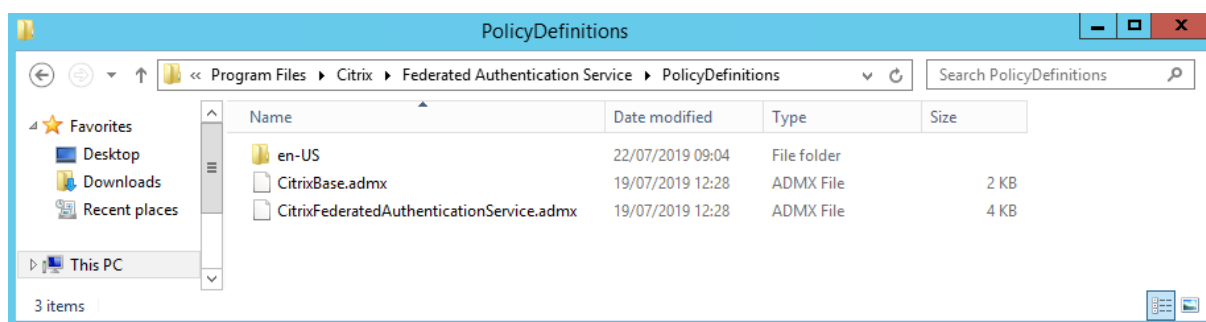 PolicyDefinitions
« Program Files Citrix Federated Authentication Service PolicyDefinitions
Search PolicyDefinitions
Favorites
Desktop
Downloads
Recent places
This PC
Name Date modified Type Size
en-US 22/07/2019 09:04 File folder
CitrixBase.admx 19/07/2019 12:28 ADMX File 2 KB
CitrixFederatedAuthenticationService.admx 19/07/2019 12:28 ADMX File 4 KB
3 items